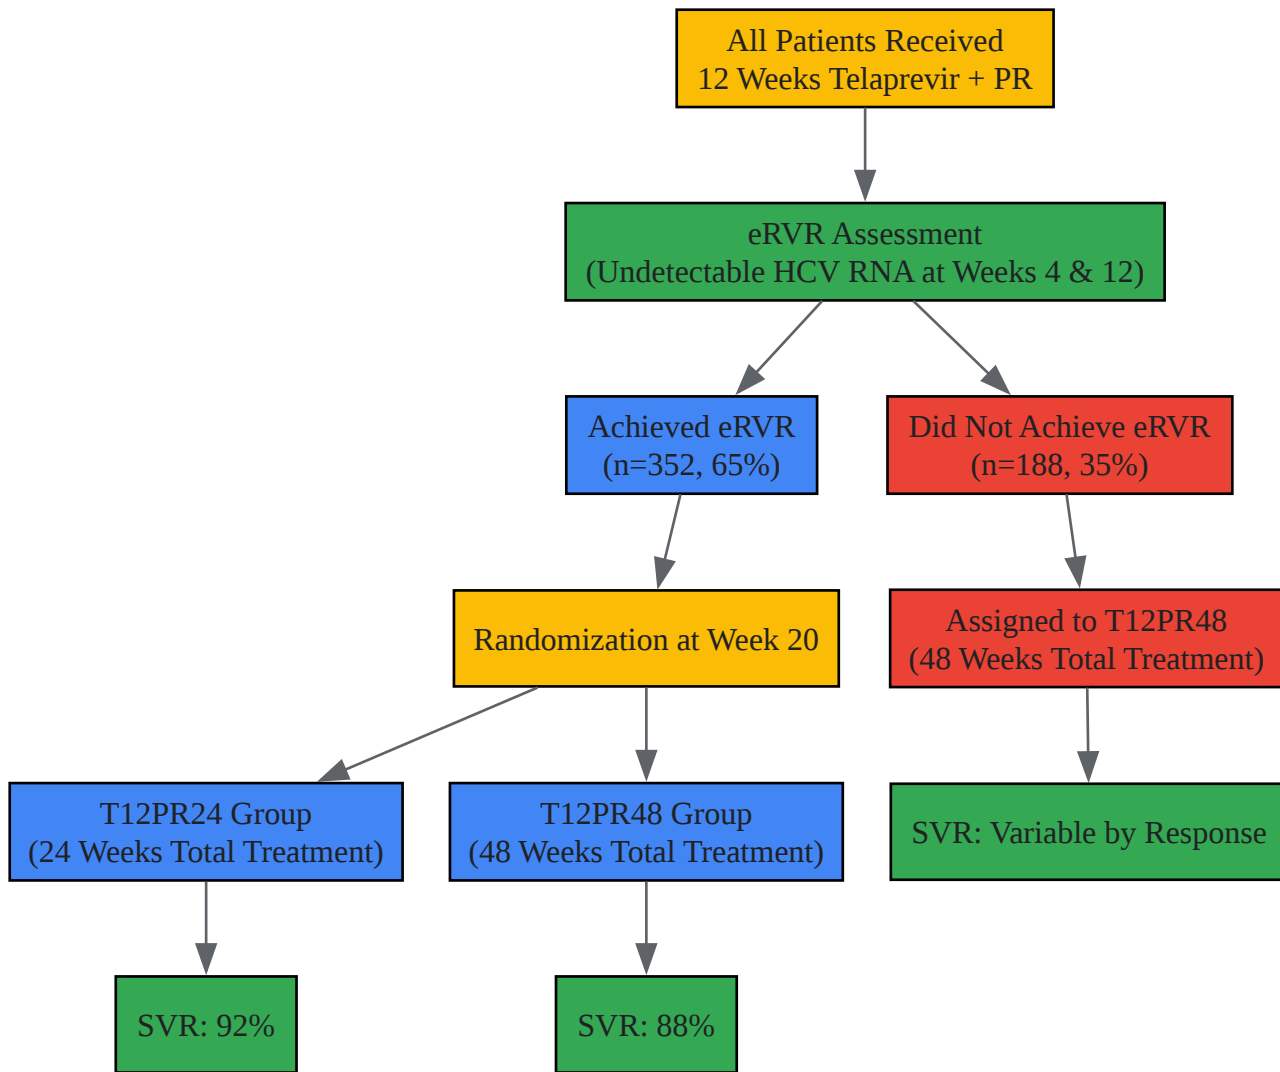 All Patients Received
12 Weeks Telaprevir + PR
eRVR Assessment
(Undetectable HCV RNA at Weeks 4 & 12)
Achieved eRVR
(n=352, 65%)
Did Not Achieve eRVR
(n=188, 35%)
Randomization at Week 20
Assigned to T12PR48
(48 Weeks Total Treatment)
T12PR24 Group
(24 Weeks Total Treatment)
T12PR48 Group
(48 Weeks Total Treatment)
SVR: Variable by Response
SVR: 92%
SVR: 88%